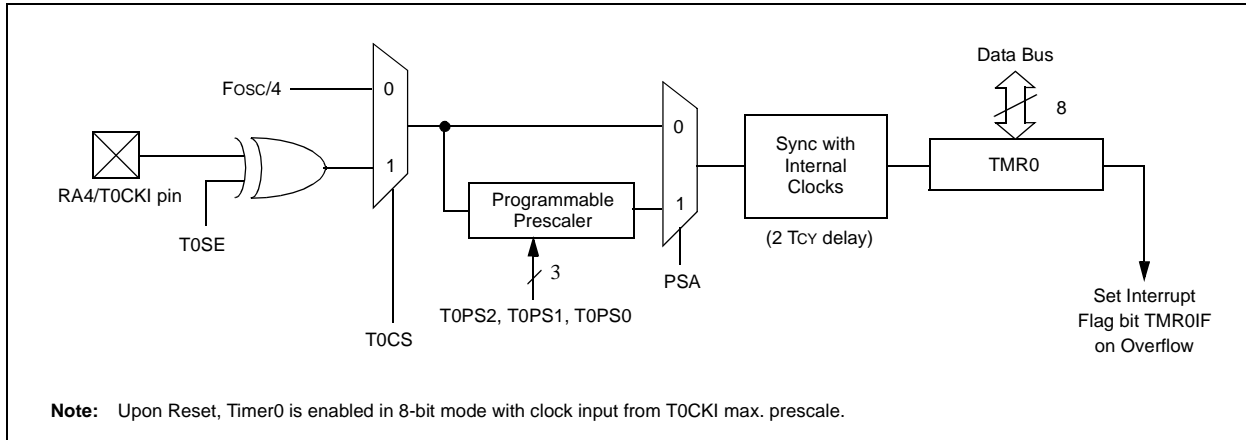 Data Bus
8
FOSC/4
0
1
RA4/T0CKI pin
T0SE
T0CS
Programmable
Prescaler
3
T0PS2, T0PS1, T0PS0
0
1
PSA
Sync with
Internal
Clocks
(2 TCY delay)
TMR0
Set Interrupt
Flag bit TMR0IF
on Overflow
Note: Upon Reset, Timer0 is enabled in 8-bit mode with clock input from T0CKI max. prescale.